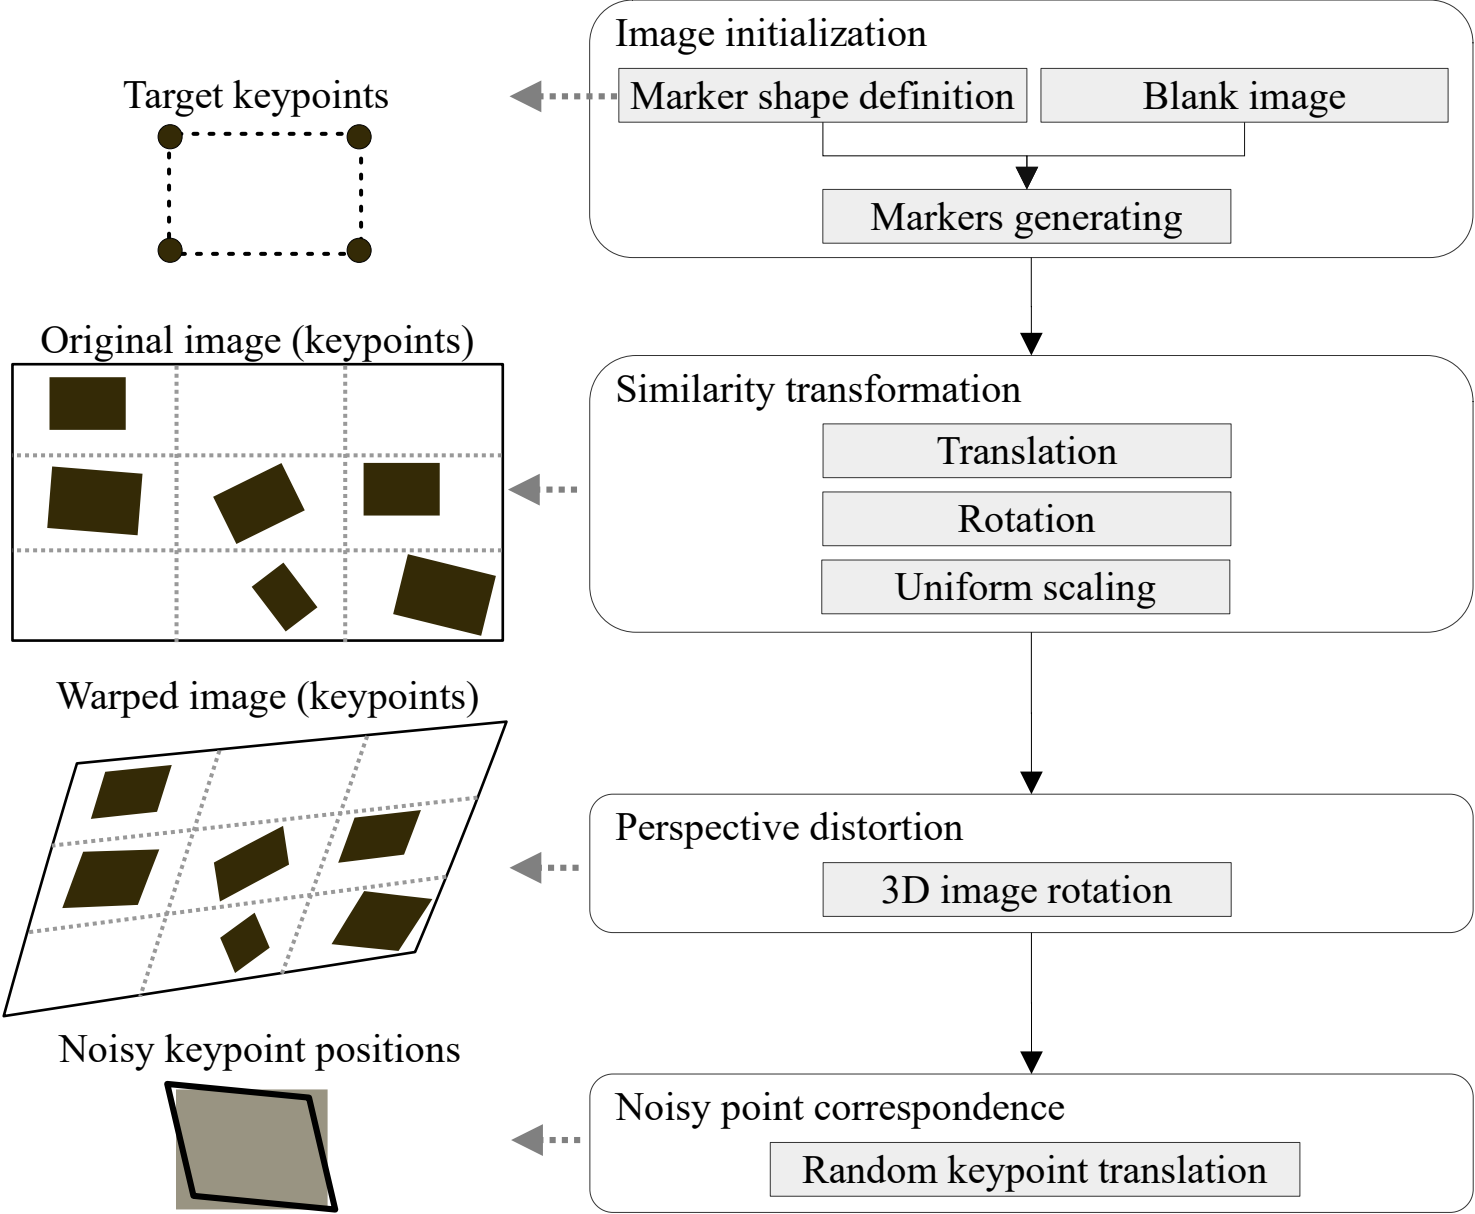 Image initialization
Marker shape definition
Blank image
Markers generating
Target keypoints
Original image (keypoints)
Similarity transformation
Translation
Rotation
Uniform scaling
Warped image (keypoints)
Perspective distortion
3D image rotation
Noisy keypoint positions
Noisy point correspondence
Random keypoint translation